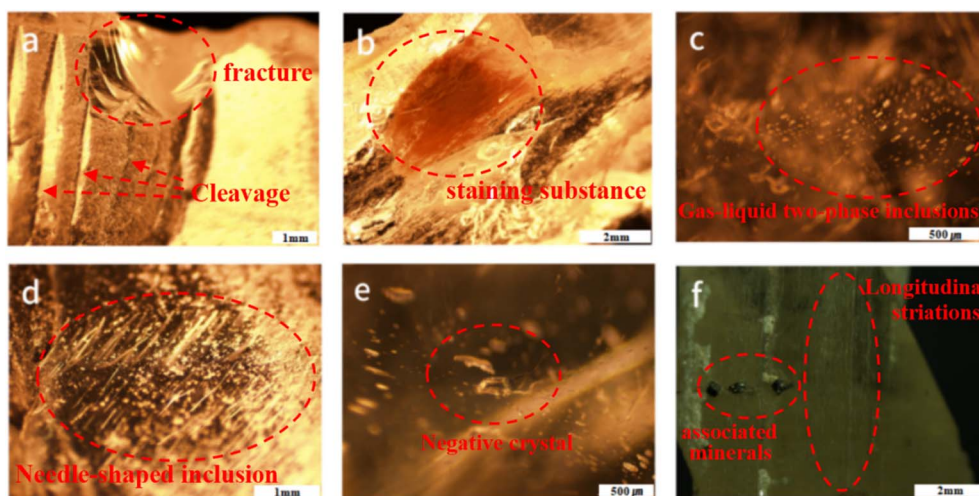 a
fracture
Cleavage
1mm
b
staining substance
2mm
c
Gas-liquid two-phase inclusions
500 μm
d
Needle-shaped inclusion
1mm
e
Negative crystal
500 μm
f
Longitudina
striations
associated
minerals
2mm